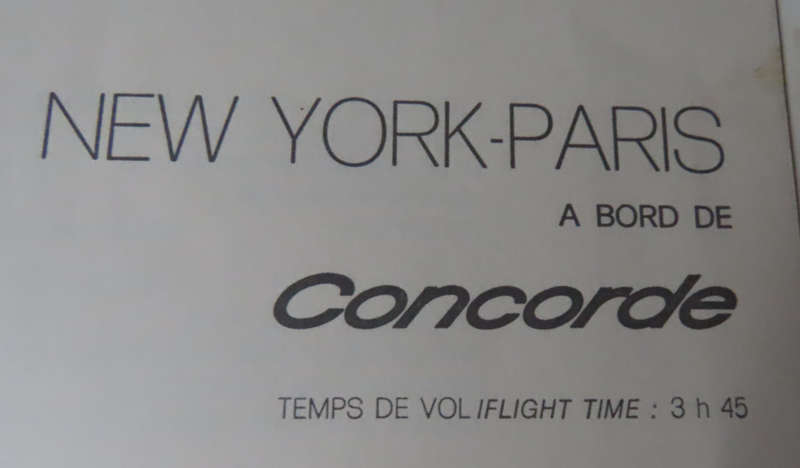 NEW YORK-PARIS
A BORD DE
Concorde
TEMPS DE VOL/FLIGHT TIME : 3 h 45